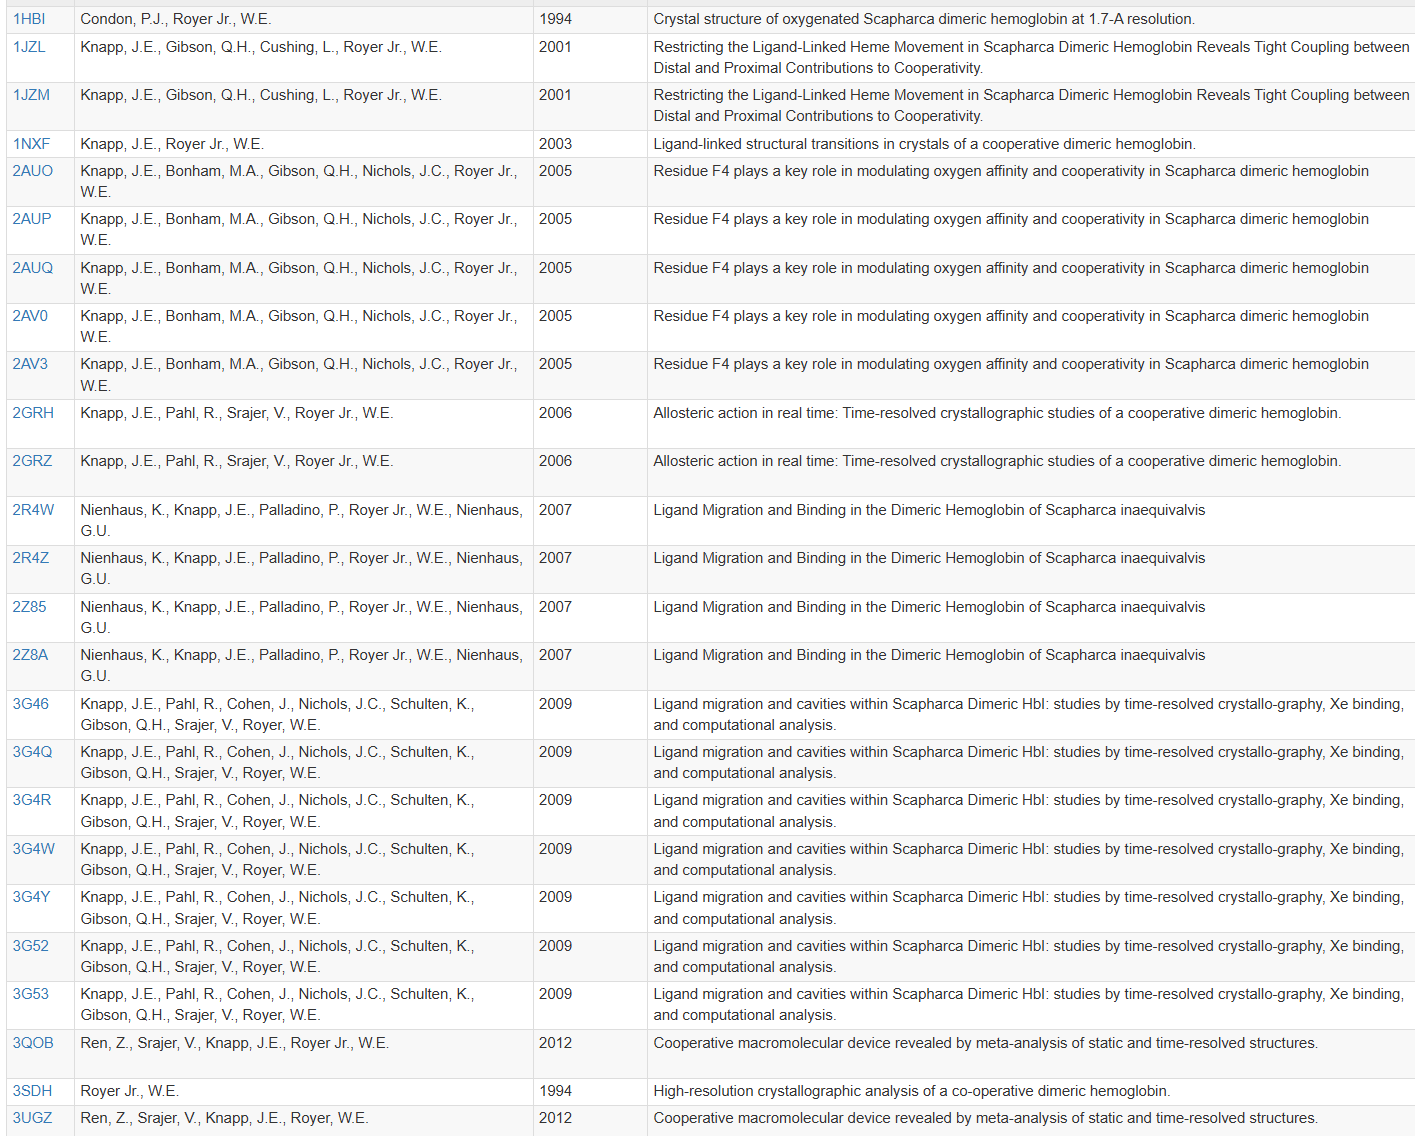 1HBI Condon, P.J., Royer Jr., W.E. 1994 Crystal structure of oxygenated Scapharca dimeric hemoglobin at 1.7-A resolution.
1JZL Knapp, J.E., Gibson, Q.H., Cushing, L., Royer Jr., W.E. 2001 Restricting the Ligand-Linked Heme Movement in Scapharca Dimeric Hemoglobin Reveals Tight Coupling between
Distal and Proximal Contributions to Cooperativity.
1JZM Knapp, J.E., Gibson, Q.H., Cushing, L., Royer Jr., W.E. 2001 Restricting the Ligand-Linked Heme Movement in Scapharca Dimeric Hemoglobin Reveals Tight Coupling between
Distal and Proximal Contributions to Cooperativity.
1NXF Knapp, J.E., Royer Jr., W.E. 2003 Ligand-linked structural transitions in crystals of a cooperative dimeric hemoglobin.
2AUO Knapp, J.E., Bonham, M.A., Gibson, Q.H., Nichols, J.C., Royer Jr., 2005 Residue F4 plays a key role in modulating oxygen affinity and cooperativity in Scapharca dimeric hemoglobin
W.E.
2AUP Knapp, J.E., Bonham, M.A., Gibson, Q.H., Nichols, J.C., Royer Jr., 2005 Residue F4 plays a key role in modulating oxygen affinity and cooperativity in Scapharca dimeric hemoglobin
W.E.
2AUQ Knapp, J.E., Bonham, M.A., Gibson, Q.H., Nichols, J.C., Royer Jr., 2005 Residue F4 plays a key role in modulating oxygen affinity and cooperativity in Scapharca dimeric hemoglobin
W.E.
2AV0 Knapp, J.E., Bonham, M.A., Gibson, Q.H., Nichols, J.C., Royer Jr., 2005 Residue F4 plays a key role in modulating oxygen affinity and cooperativity in Scapharca dimeric hemoglobin
W.E.
2AV3 Knapp, J.E., Bonham, M.A., Gibson, Q.H., Nichols, J.C., Royer Jr., 2005 Residue F4 plays a key role in modulating oxygen affinity and cooperativity in Scapharca dimeric hemoglobin
W.E.
2GRH Knapp, J.E., Pahl, R., Srajer, V., Royer Jr., W.E. 2006 Allosteric action in real time: Time-resolved crystallographic studies of a cooperative dimeric hemoglobin.
2GRZ Knapp, J.E., Pahl, R., Srajer, V., Royer Jr., W.E. 2006 Allosteric action in real time: Time-resolved crystallographic studies of a cooperative dimeric hemoglobin.
2R4W Nienhaus, K., Knapp, J.E., Palladino, P., Royer Jr., W.E., Nienhaus, 2007 Ligand Migration and Binding in the Dimeric Hemoglobin of Scapharca inaequivalvis
G.U.
2R4Z Nienhaus, K., Knapp, J.E., Palladino, P., Royer Jr., W.E., Nienhaus, 2007 Ligand Migration and Binding in the Dimeric Hemoglobin of Scapharca inaequivalvis
G.U.
2Z85 Nienhaus, K., Knapp, J.E., Palladino, P., Royer Jr., W.E., Nienhaus, 2007 Ligand Migration and Binding in the Dimeric Hemoglobin of Scapharca inaequivalvis
G.U.
2Z8A Nienhaus, K., Knapp, J.E., Palladino, P., Royer Jr., W.E., Nienhaus, 2007 Ligand Migration and Binding in the Dimeric Hemoglobin of Scapharca inaequivalvis
G.U.
3G46 Knapp, J.E., Pahl, R., Cohen, J., Nichols, J.C., Schulten, K., 2009 Ligand migration and cavities within Scapharca Dimeric HbI: studies by time-resolved crystallo-graphy, Xe binding,
Gibson, Q.H., Srajer, V., Royer, W.E. and computational analysis.
3G4Q Knapp, J.E., Pahl, R., Cohen, J., Nichols, J.C., Schulten, K., 2009 Ligand migration and cavities within Scapharca Dimeric HbI: studies by time-resolved crystallo-graphy, Xe binding,
Gibson, Q.H., Srajer, V., Royer, W.E. and computational analysis.
3G4R Knapp, J.E., Pahl, R., Cohen, J., Nichols, J.C., Schulten, K., 2009 Ligand migration and cavities within Scapharca Dimeric HbI: studies by time-resolved crystallo-graphy, Xe binding,
Gibson, Q.H., Srajer, V., Royer, W.E. and computational analysis.
3G4W Knapp, J.E., Pahl, R., Cohen, J., Nichols, J.C., Schulten, K., 2009 Ligand migration and cavities within Scapharca Dimeric HbI: studies by time-resolved crystallo-graphy, Xe binding,
Gibson, Q.H., Srajer, V., Royer, W.E. and computational analysis.
3G4Y Knapp, J.E., Pahl, R., Cohen, J., Nichols, J.C., Schulten, K., 2009 Ligand migration and cavities within Scapharca Dimeric HbI: studies by time-resolved crystallo-graphy, Xe binding,
Gibson, Q.H., Srajer, V., Royer, W.E. and computational analysis.
3G52 Knapp, J.E., Pahl, R., Cohen, J., Nichols, J.C., Schulten, K., 2009 Ligand migration and cavities within Scapharca Dimeric HbI: studies by time-resolved crystallo-graphy, Xe binding,
Gibson, Q.H., Srajer, V., Royer, W.E. and computational analysis.
3G53 Knapp, J.E., Pahl, R., Cohen, J., Nichols, J.C., Schulten, K., 2009 Ligand migration and cavities within Scapharca Dimeric HbI: studies by time-resolved crystallo-graphy, Xe binding,
Gibson, Q.H., Srajer, V., Royer, W.E. and computational analysis.
3QOB Ren, Z., Srajer, V., Knapp, J.E., Royer Jr., W.E. 2012 Cooperative macromolecular device revealed by meta-analysis of static and time-resolved structures.
3SDH Royer Jr., W.E. 1994 High-resolution crystallographic analysis of a co-operative dimeric hemoglobin.
3UGZ Ren, Z., Srajer, V., Knapp, J.E., Royer, W.E. 2012 Cooperative macromolecular device revealed by meta-analysis of static and time-resolved structures.